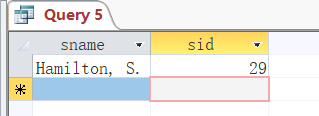 Query 5
sname sid
Hamilton, S. 29